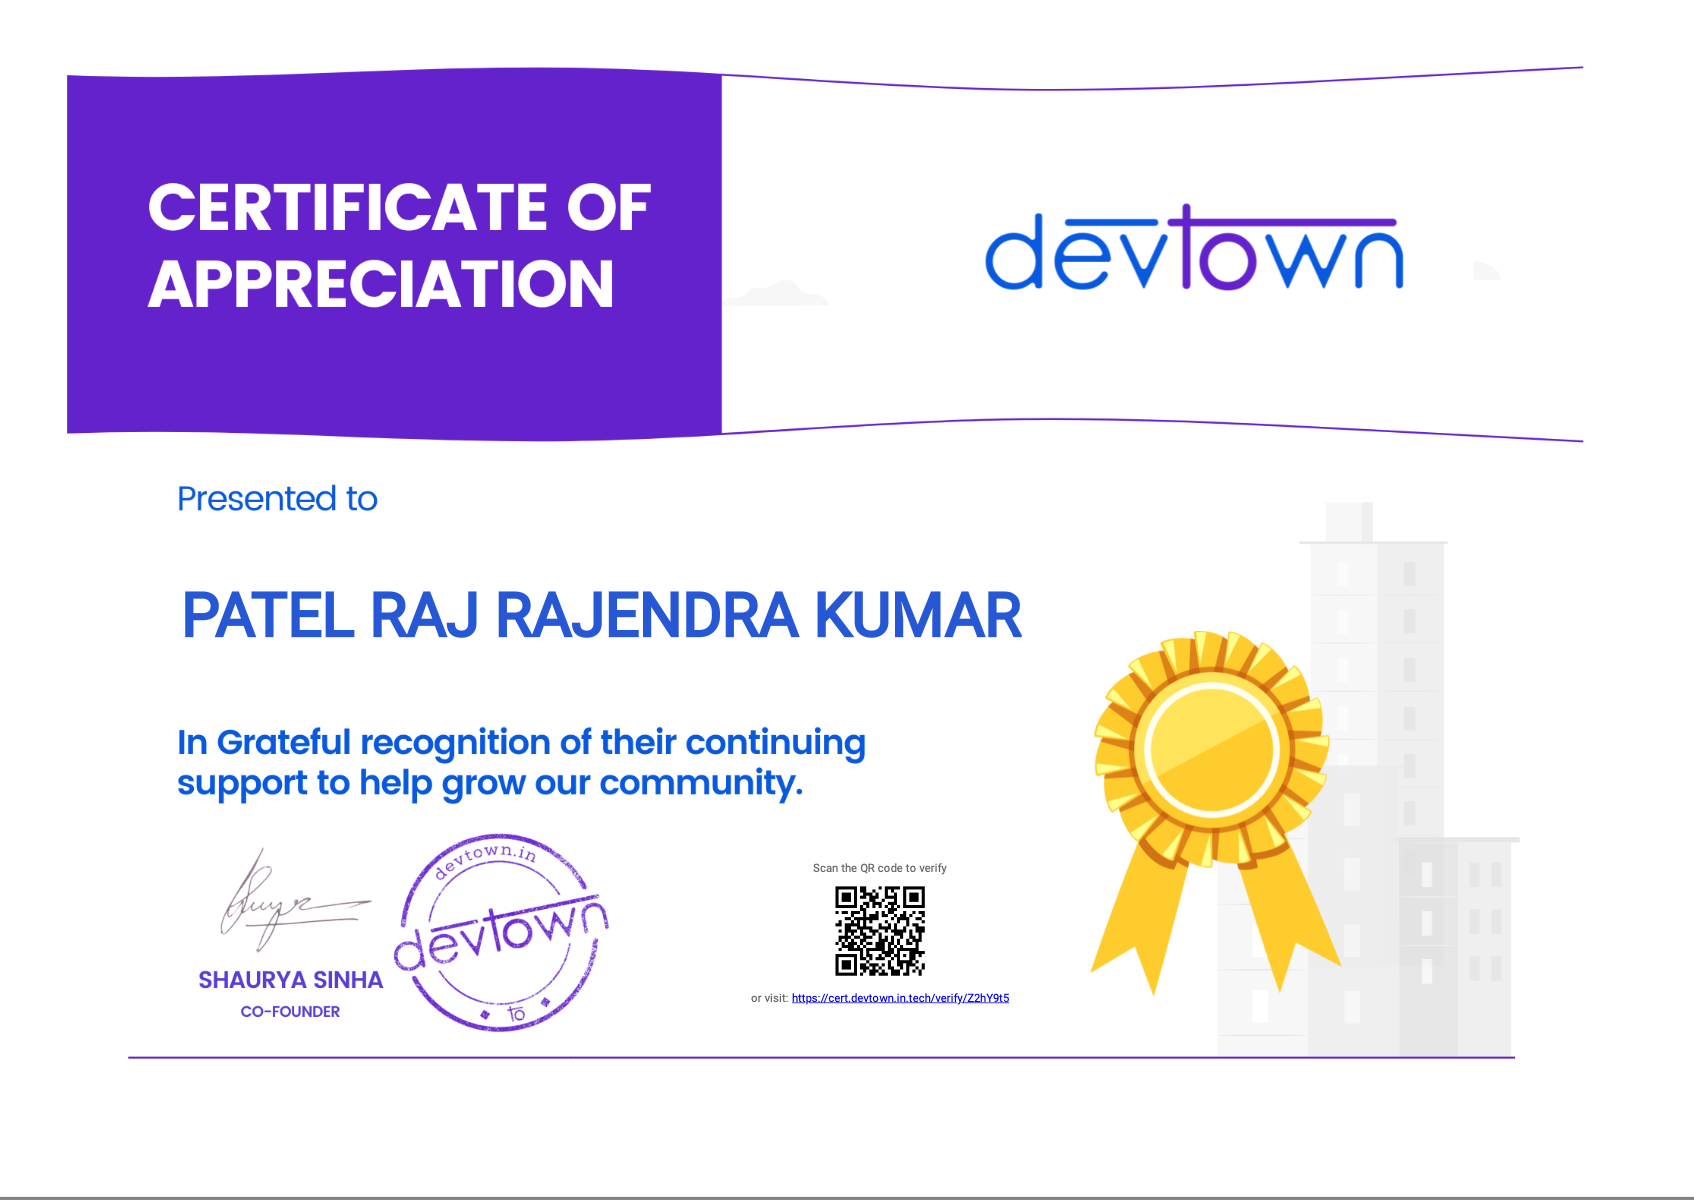 CERTIFICATE OF
APPRECIATION
devtown
Presented to
PATEL RAJ RAJENDRA KUMAR
In Grateful recognition of their continuing
support to help grow our community.
devtown.in
devtown
to
SHAURYA SINHA
CO-FOUNDER
Scan the QR code to verify
or visit: https://cert.devtown.in.tech/verify/Z2hY9t5